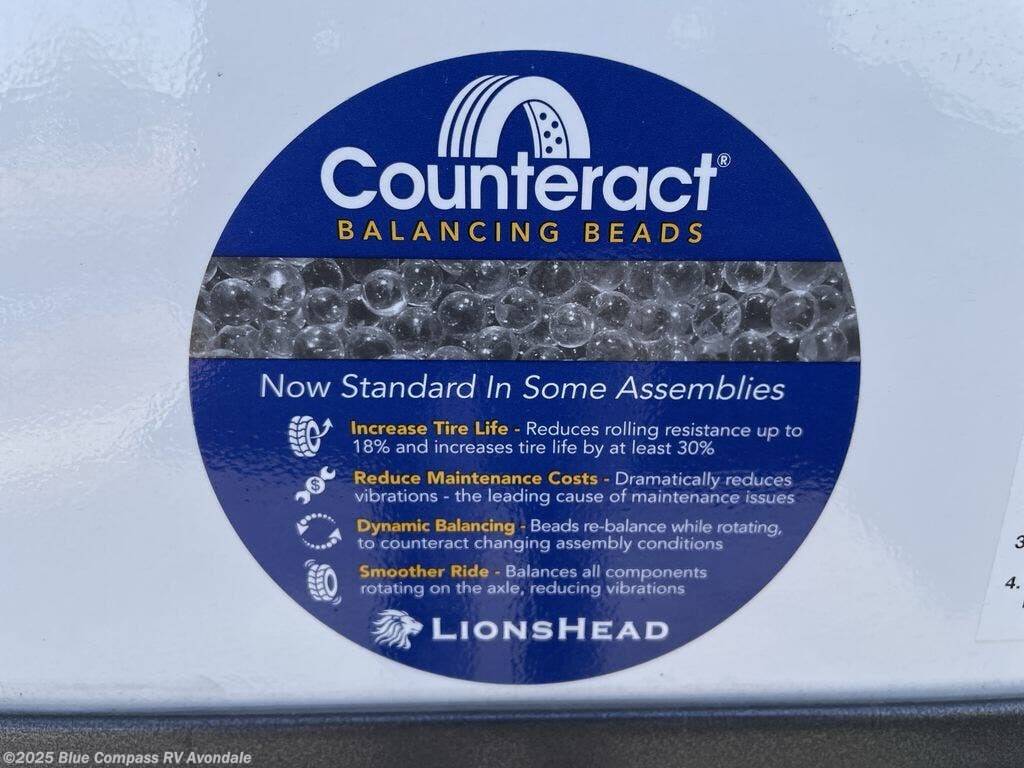 Counteract®
BALANCING BEADS
Now Standard In Some Assemblies
Increase Tire Life - Reduces rolling resistance up to
18% and increases tire life by at least 30%
$
Reduce Maintenance Costs - Dramatically reduces
vibrations - the leading cause of maintenance issues
Dynamic Balancing - Beads re-balance while rotating,
to counteract changing assembly conditions
Smoother Ride - Balances all components
rotating on the axle, reducing vibrations
LIONSHEAD
3
4.
©2025 Blue Compass RV Avondale